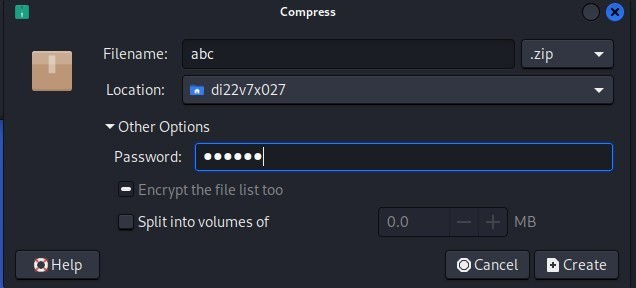 Compress
Filename: abc .zip
Location: di22v7x027
Other Options
Password: ●●●●●●
Encrypt the file list too
Split into volumes of 0.0 MB
Help Cancel Create